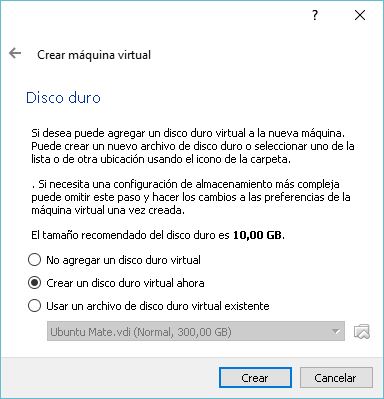 ?
Crear máquina virtual
Disco duro
Si desea puede agregar un disco duro virtual a la nueva máquina.
Puede crear un nuevo archivo de disco duro o seleccionar uno de la
lista o de otra ubicación usando el icono de la carpeta.
. Si necesita una configuración de almacenamiento más compleja
puede omitir este paso y hacer los cambios a las preferencias de la
máquina virtual una vez creada.
El tamaño recomendado del disco duro es 10,00 GB.
No agregar un disco duro virtual
Crear un disco duro virtual ahora
Usar un archivo de disco duro virtual existente
Ubuntu Mate.vdi (Normal, 300,00 GB)
Crear Cancelar